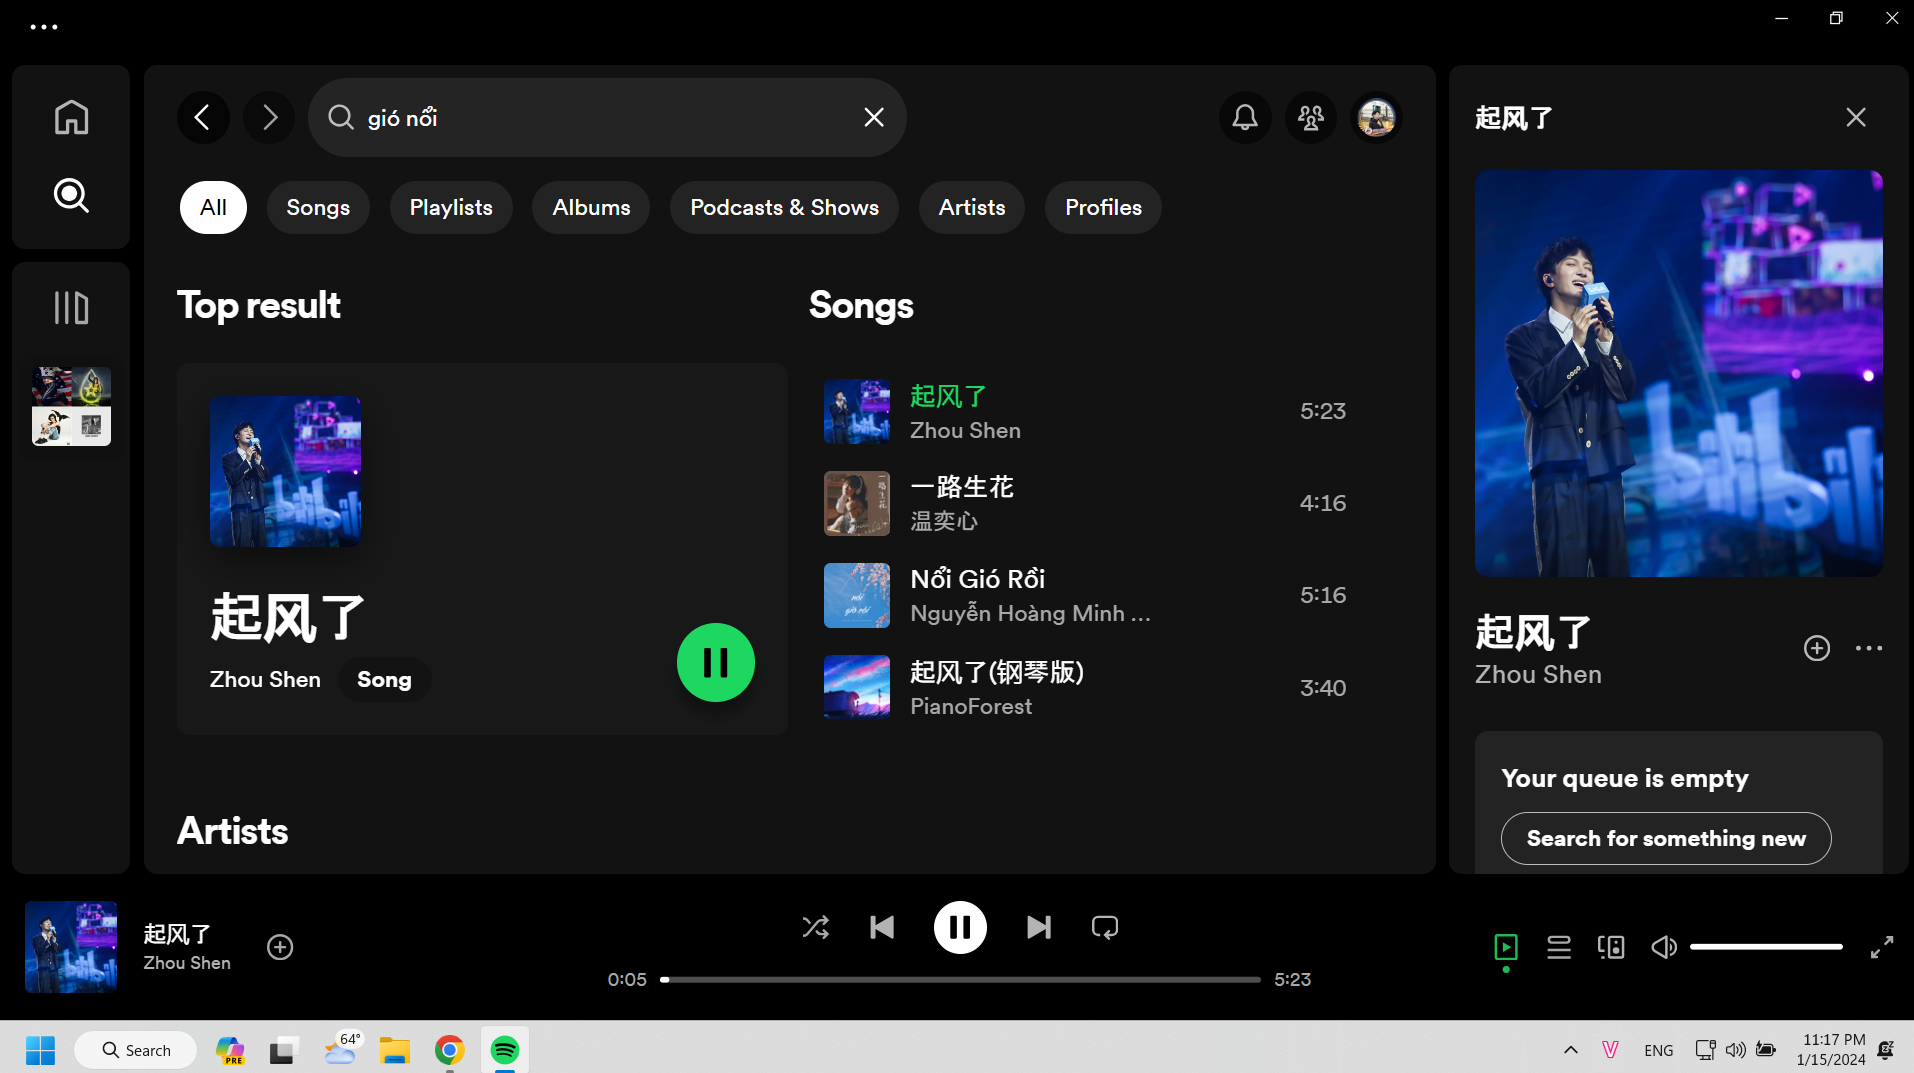 gió nổi
All
Songs
Playlists
Albums
Podcasts & Shows
Artists
Profiles
Top result
起风了
Zhou Shen
Song
Songs
起风了
Zhou Shen
5:23
一路生花
温奕心
4:16
Nổi Gió Rồi
Nguyễn Hoàng Minh ...
5:16
起风了(钢琴版)
PianoForest
3:40
Artists
起风了
起风了
Zhou Shen
Your queue is empty
Search for something new
起风了
Zhou Shen
0:05
5:23
Search
PRE
64°
ENG
11:17 PM
1/15/2024